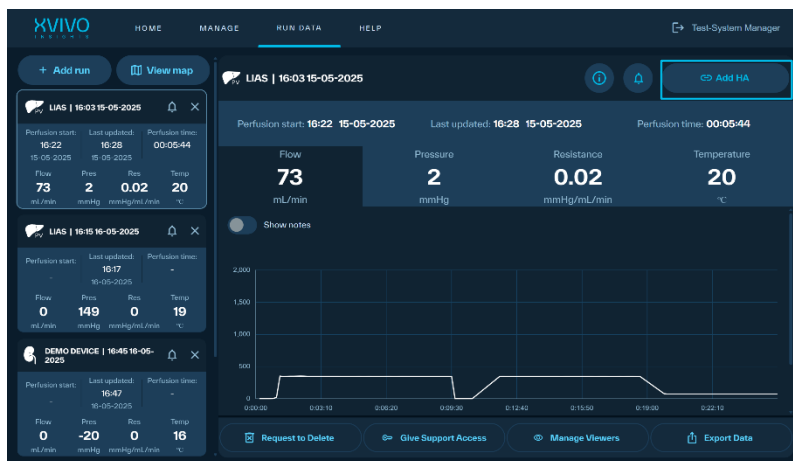 XVIVO
INSIGHTS
HOME MANAGE RUN DATA HELP
Test-System Manager
+ Add run
View map
LIAS | 16:03 15-05-2025
PV
Perfusion start: Last updated: Perfusion time:
16:22 16:28 00:05:44
15-05-2025 15-05-2025
Flow Pres Res Temp
73 2 0.02 20
mL/min mmHg mmHg/mL/min °C
LIAS | 16:15 16-05-2025
PV
Perfusion start: Last updated: Perfusion time:
- 16:17 -
16-05-2025
Flow Pres Res Temp
0 149 0 19
mL/min mmHg mmHg/mL/min °C
DEMO DEVICE | 16:45 16-05-
2025
Perfusion start: Last updated: Perfusion time:
- 16:47 -
16-05-2025
Flow Pres Res Temp
0 -20 0 16
mL/min mmHg mmHg/mL/min °C
PV LIAS | 16:03 15-05-2025
Add HA
Perfusion start: 16:22 15-05-2025 Last updated: 16:28 15-05-2025 Perfusion time: 00:05:44
Flow Pressure Resistance Temperature
73 2 0.02 20
mL/min mmHg mmHg/mL/min °C
Show notes
2,000
1,500
1,000
500
0
0:00:00 0:03:10 0:06:20 0:09:30 0:12:40 0:15:50 0:19:00 0:22:10
Request to Delete
Give Support Access
Manage Viewers
Export Data